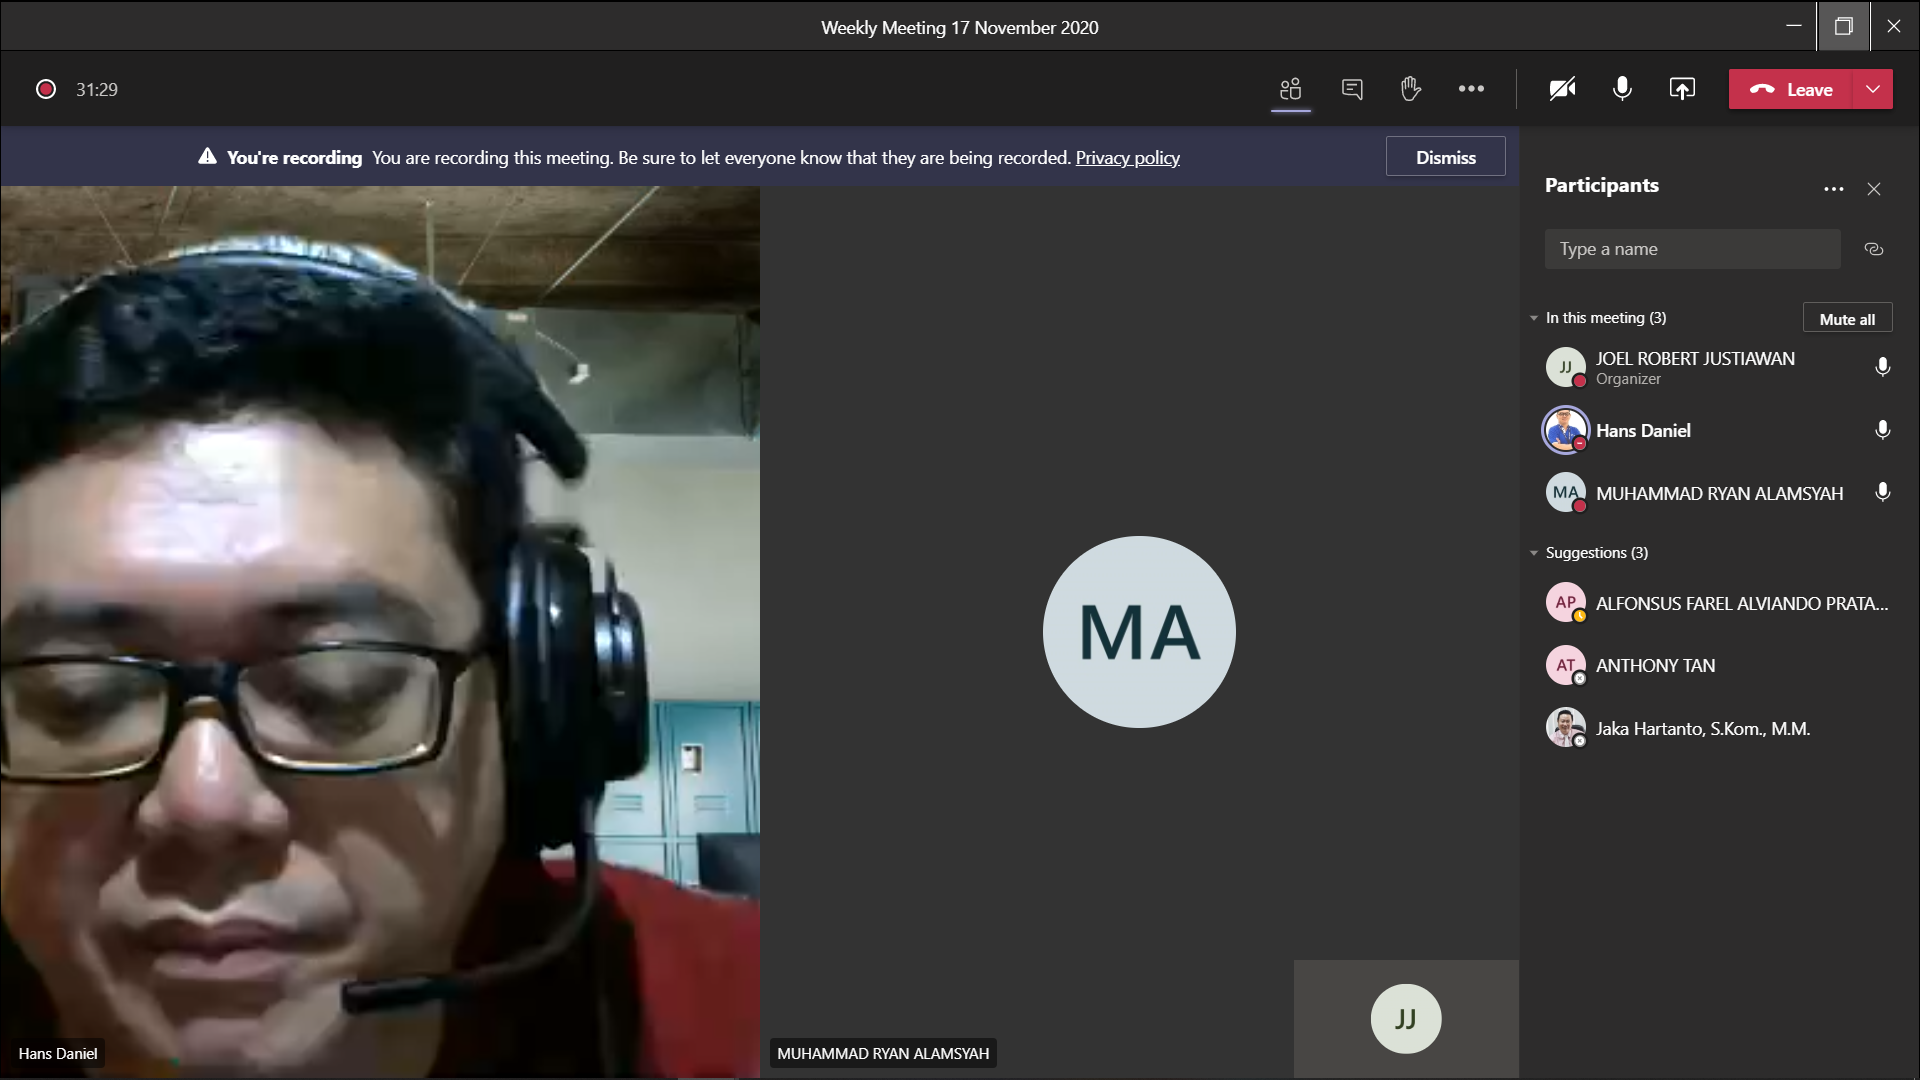 Weekly Meeting 17 November 2020
31:29
Leave
You're recording You are recording this meeting. Be sure to let everyone know that they are being recorded. Privacy policy
Dismiss
Participants
Type a name
In this meeting (3)
Mute all
JJ
JOEL ROBERT JUSTIAWAN
Organizer
Hans Daniel
MA
MUHAMMAD RYAN ALAMSYAH
Suggestions (3)
AP
ALFONSUS FAREL ALVIANDO PRATA...
AT
ANTHONY TAN
Jaka Hartanto, S.Kom., M.M.
MA
JJ
Hans Daniel
MUHAMMAD RYAN ALAMSYAH